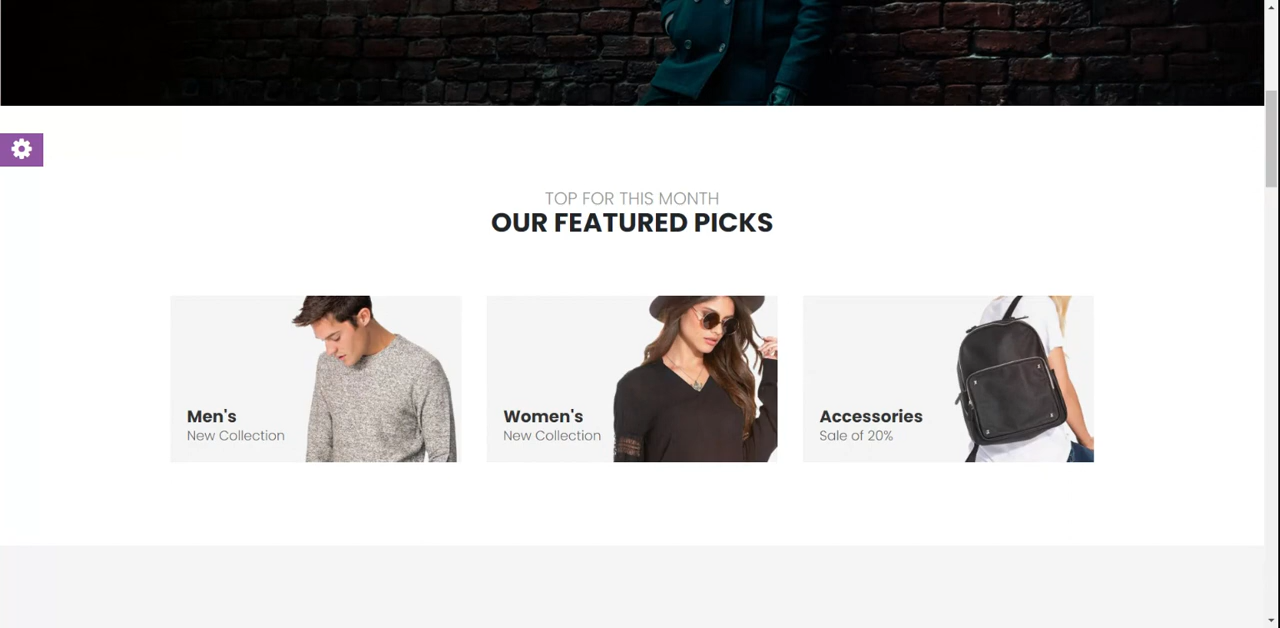 TOP FOR THIS MONTH
OUR FEATURED PICKS
Men's
New Collection
Women's
New Collection
Accessories
Sale of 20%